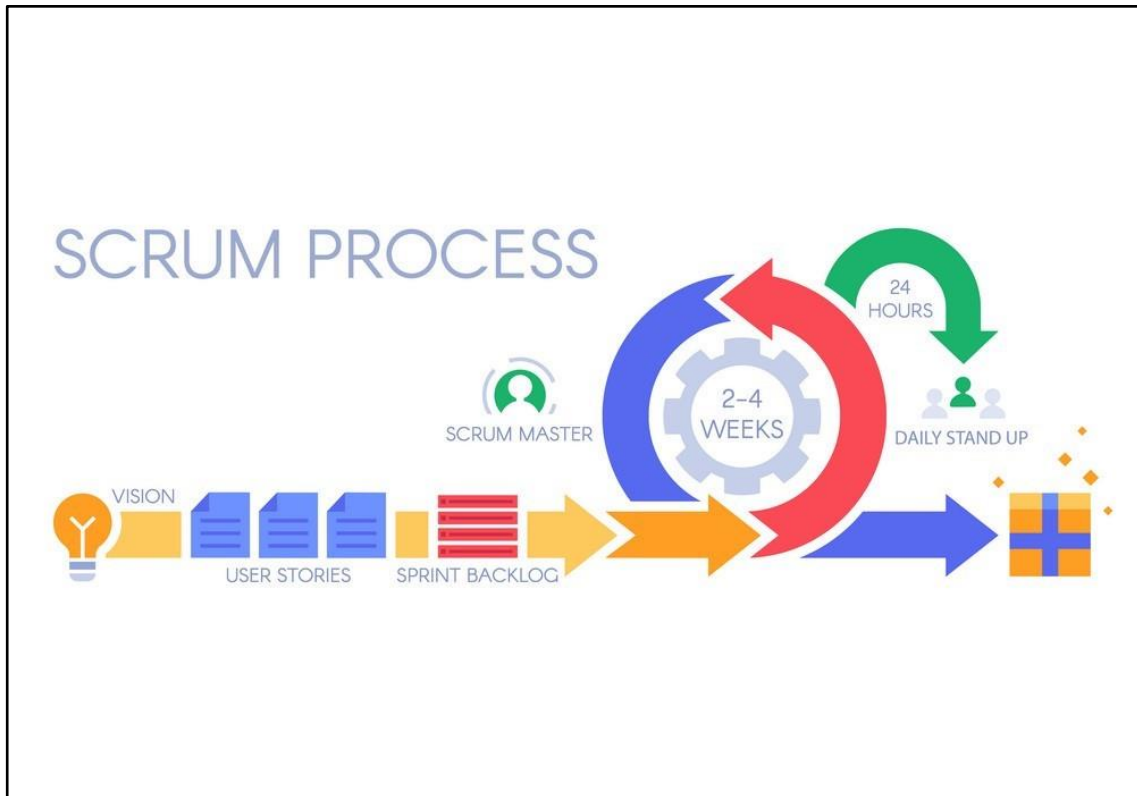 SCRUM PROCESS
24
HOURS
2-4
WEEKS
SCRUM MASTER
DAILY STAND UP
VISION
USER STORIES
SPRINT BACKLOG